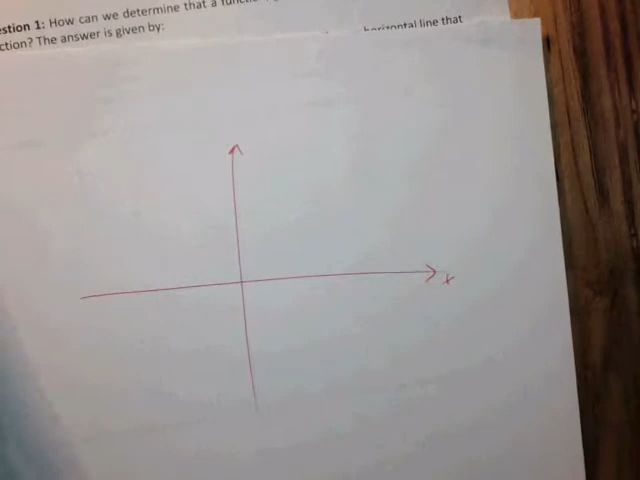 estion 1: How can we determine that a
ction? The answer is given by:
horizontal line that
x